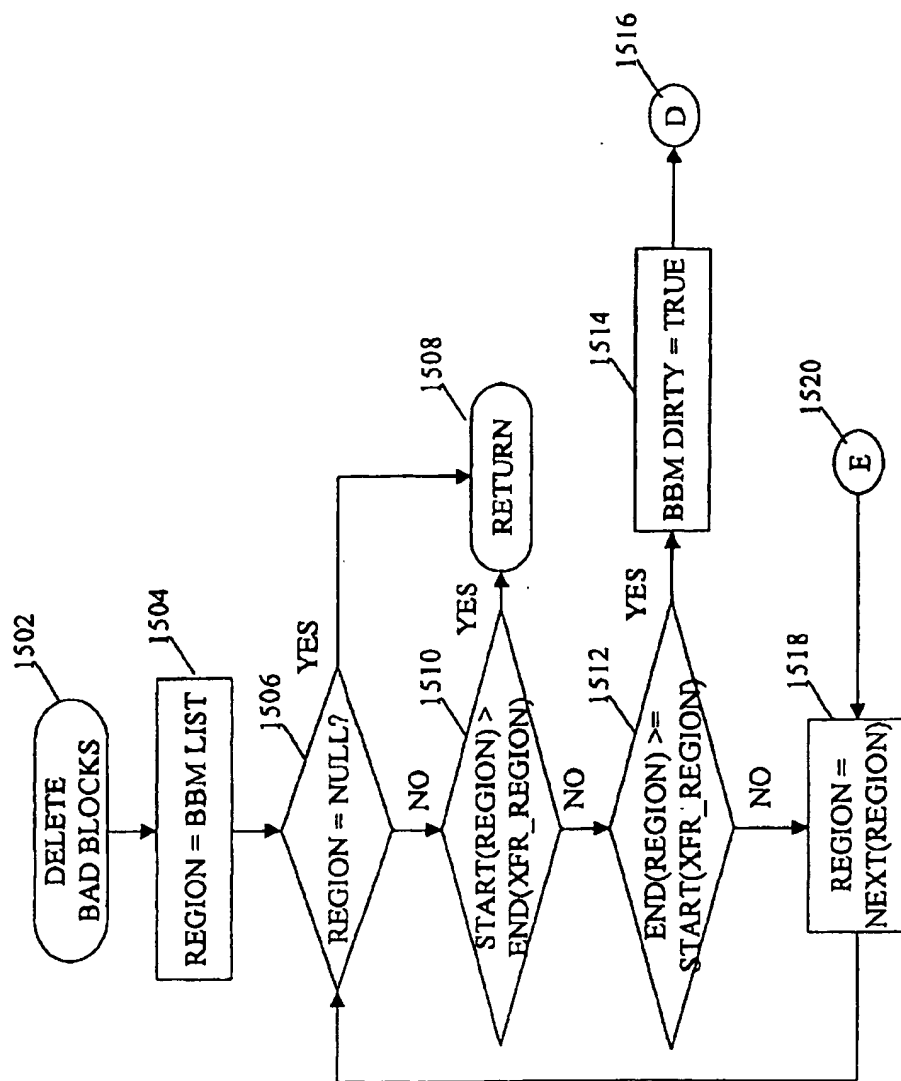 1502
DELETE
BAD BLOCKS
1504
REGION = BBM LIST
1506
REGION = NULL?
YES
NO
1508
RETURN
1510
START(REGION) >
END(XFR_REGION)
YES
NO
1512
END(REGION) >=
START(XFR_REGION)
YES
NO
1514
BBM DIRTY = TRUE
1516
D
1518
REGION =
NEXT(REGION)
1520
E